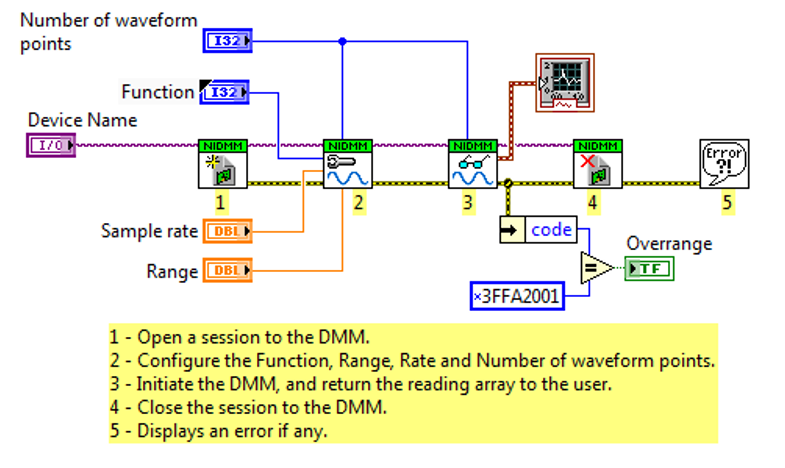 Number of waveform
points
I32
Function
I32
Device Name
I/O
NIDMM
NIDMM
NIDMM
NIDMM
Error
?!
1
2
3
4
5
Sample rate
DBL
code
Overrange
Range
DBL
=
TF
×3FFA2001
1 - Open a session to the DMM.
2 - Configure the Function, Range, Rate and Number of waveform points.
3 - Initiate the DMM, and return the reading array to the user.
4 - Close the session to the DMM.
5 - Displays an error if any.